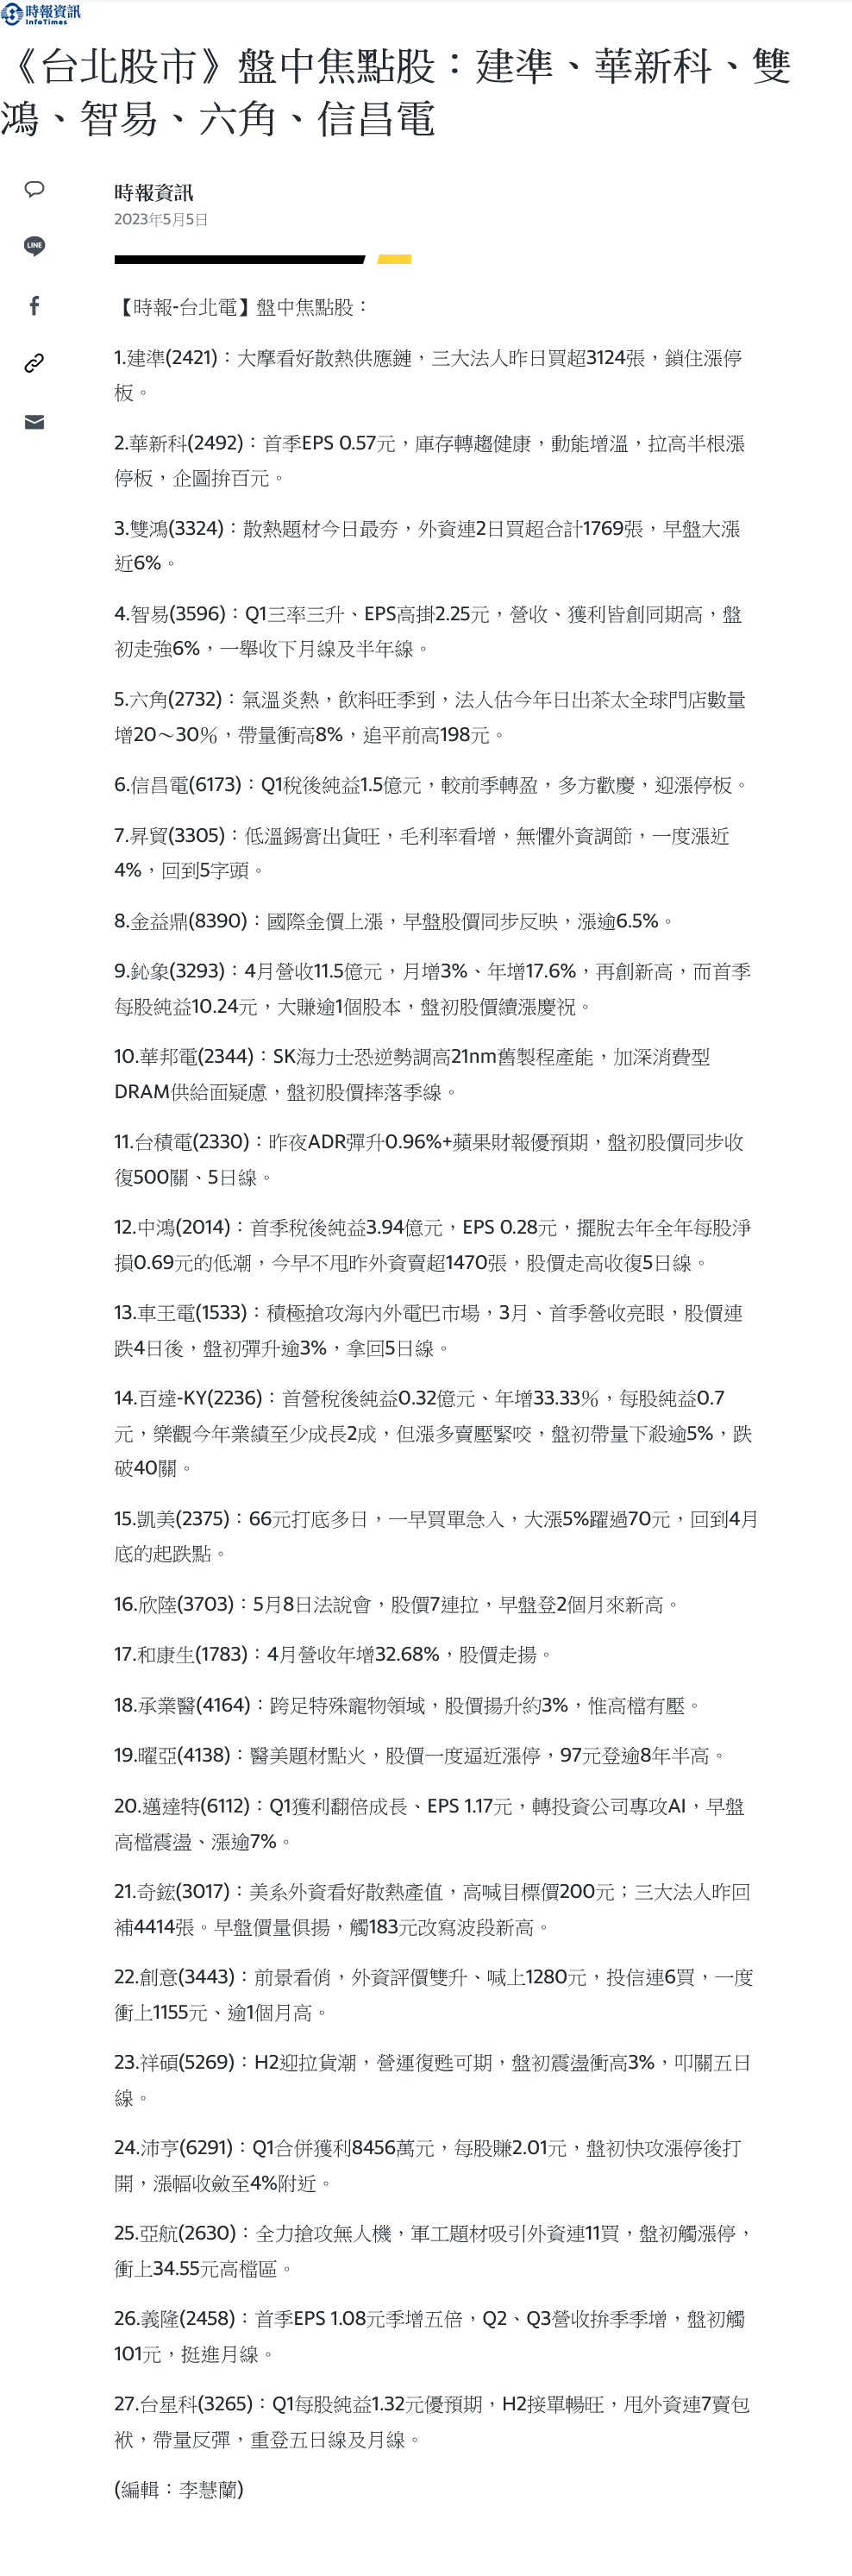 時報資訊
InfoTimes
《台北股市》盤中焦點股：建準、華新科、雙
鴻、智易、六角、信昌電
時報資訊
2023年5月5日
LINE
【時報-台北電】盤中焦點股：
1.建準(2421)：大摩看好散熱供應鏈，三大法人昨日買超3124張，鎖住漲停
板。
2.華新科(2492)：首季EPS 0.57元，庫存轉趨健康，動能增溫，拉高半根漲
停板，企圖拚百元。
3.雙鴻(3324)：散熱題材今日最夯，外資連2日買超合計1769張，早盤大漲
近6%。
4.智易(3596)：Q1三率三升、EPS高掛2.25元，營收、獲利皆創同期高，盤
初走強6%，一舉收下月線及半年線。
5.六角(2732)：氣溫炎熱，飲料旺季到，法人估今年日出茶太全球門店數量
增20～30％，帶量衝高8%，追平前高198元。
6.信昌電(6173)：Q1稅後純益1.5億元，較前季轉盈，多方歡慶，迎漲停板。
7.昇貿(3305)：低溫錫膏出貨旺，毛利率看增，無懼外資調節，一度漲近
4%，回到5字頭。
8.金益鼎(8390)：國際金價上漲，早盤股價同步反映，漲逾6.5%。
9.鈊象(3293)：4月營收11.5億元，月增3%、年增17.6%，再創新高，而首季
每股純益10.24元，大賺逾1個股本，盤初股價續漲慶祝。
10.華邦電(2344)：SK海力士恐逆勢調高21nm舊製程產能，加深消費型
DRAM供給面疑慮，盤初股價摔落季線。
11.台積電(2330)：昨夜ADR彈升0.96%+蘋果財報優預期，盤初股價同步收
復500關、5日線。
12.中鴻(2014)：首季稅後純益3.94億元，EPS 0.28元，擺脫去年全年每股淨
損0.69元的低潮，今早不甩昨外資賣超1470張，股價走高收復5日線。
13.車王電(1533)：積極搶攻海內外電巴市場，3月、首季營收亮眼，股價連
跌4日後，盤初彈升逾3%，拿回5日線。
14.百達-KY(2236)：首營稅後純益0.32億元、年增33.33％，每股純益0.7
元，樂觀今年業績至少成長2成，但漲多賣壓緊咬，盤初帶量下殺逾5%，跌
破40關。
15.凱美(2375)：66元打底多日，一早買單急入，大漲5%躍過70元，回到4月
底的起跌點。
16.欣陸(3703)：5月8日法說會，股價7連拉，早盤登2個月來新高。
17.和康生(1783)：4月營收年增32.68%，股價走揚。
18.承業醫(4164)：跨足特殊寵物領域，股價揚升約3%，惟高檔有壓。
19.曜亞(4138)：醫美題材點火，股價一度逼近漲停，97元登逾8年半高。
20.邁達特(6112)：Q1獲利翻倍成長、EPS 1.17元，轉投資公司專攻AI，早盤
高檔震盪、漲逾7%。
21.奇鋐(3017)：美系外資看好散熱產值，高喊目標價200元；三大法人昨回
補4414張。早盤價量俱揚，觸183元改寫波段新高。
22.創意(3443)：前景看俏，外資評價雙升、喊上1280元，投信連6買，一度
衝上1155元、逾1個月高。
23.祥碩(5269)：H2迎拉貨潮，營運復甦可期，盤初震盪衝高3%，叩關五日
線。
24.沛亨(6291)：Q1合併獲利8456萬元，每股賺2.01元，盤初快攻漲停後打
開，漲幅收斂至4%附近。
25.亞航(2630)：全力搶攻無人機，軍工題材吸引外資連11買，盤初觸漲停，
衝上34.55元高檔區。
26.義隆(2458)：首季EPS 1.08元季增五倍，Q2、Q3營收拚季季增，盤初觸
101元，挺進月線。
27.台星科(3265)：Q1每股純益1.32元優預期，H2接單暢旺，甩外資連7賣包
袱，帶量反彈，重登五日線及月線。
(編輯：李慧蘭)